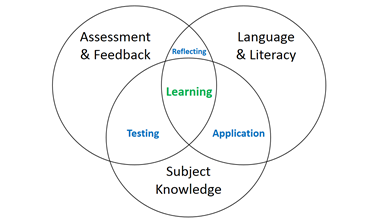 Assessment
& Feedback
Language
& Literacy
Reflecting
Learning
Testing
Application
Subject
Knowledge